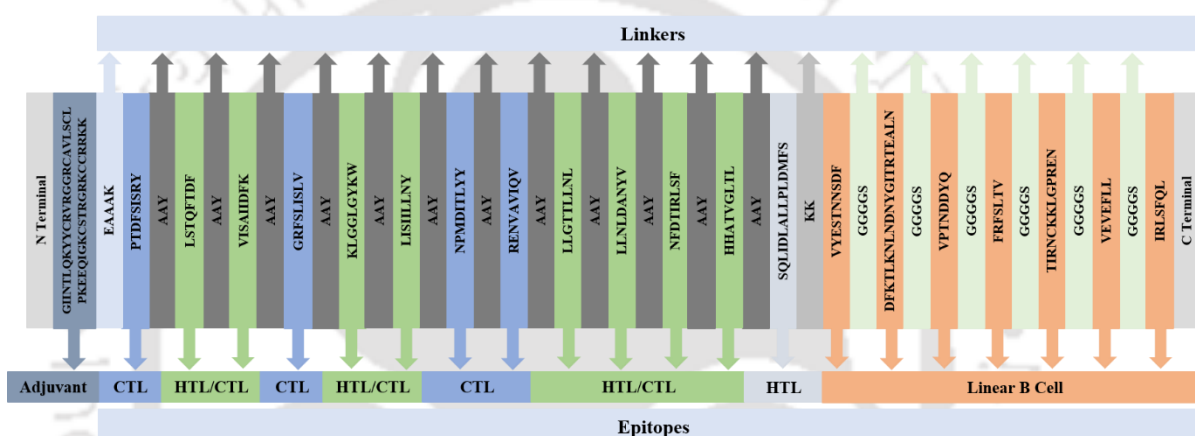 Linkers
N Terminal
GIINTLQKYYCRVRGGRCAVLSCL
PKEEQIGKCSTRGRKCCRRKK
EAAAK
PTDFSISRY
AAY
LSTQFTDF
AAY
VISAIIDFK
AAY
GRFSLISLV
AAY
KLGGLGYKW
AAY
LISIILLNY
AAY
NPMDITLYY
AAY
RENVAVIQV
AAY
LLGTTLLNL
AAY
LLNLDANYV
AAY
NFDTIRLSF
AAY
HHATVGLTL
AAY
SQLIDLALLPLDMFS
KK
VYESTNNSDF
GGGGS
DFKTLKNLNDNYGITRTEALN
GGGGS
VPTNDDYQ
GGGGS
FRFSLTV
GGGGS
TIRNCKKLGPREN
GGGGS
VEVEFLL
GGGGS
IRLSFQL
C Terminal
Adjuvant
CTL
HTL/CTL
CTL
HTL/CTL
CTL
HTL/CTL
HTL
Linear B Cell
Epitopes